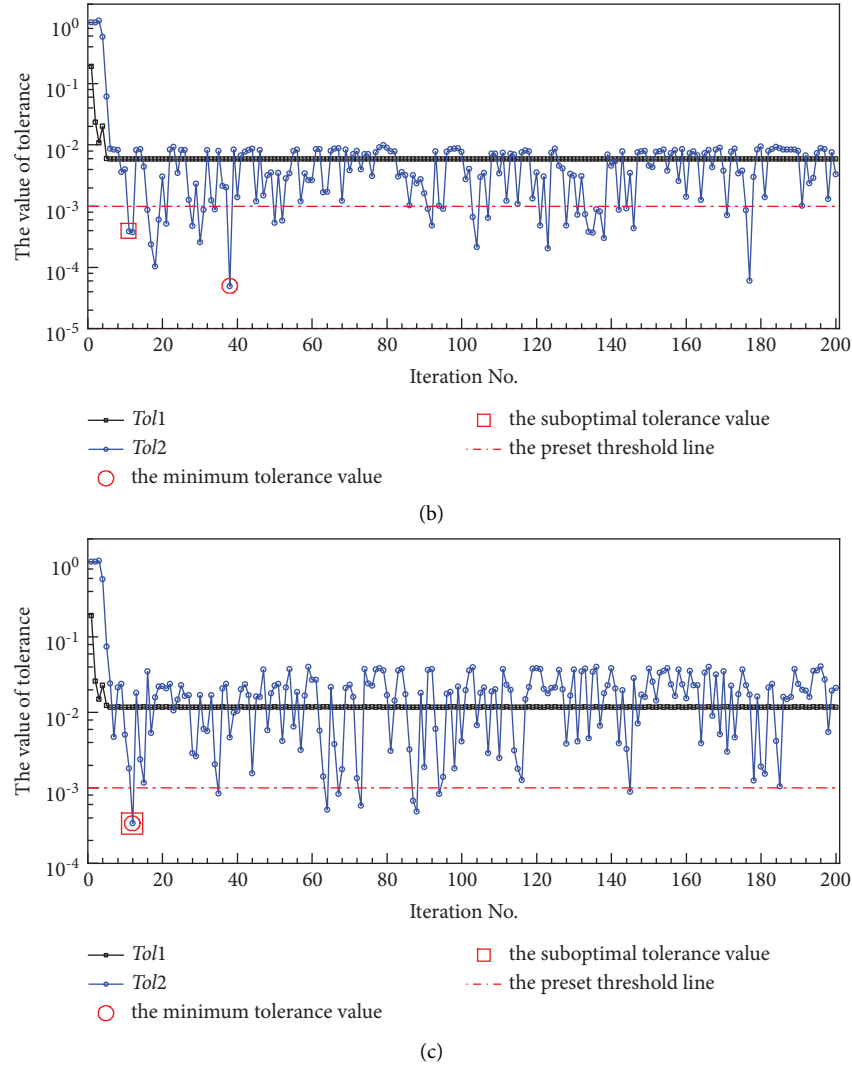 10^0
10^-1
10^-2
10^-3
10^-4
10^-5
The value of tolerance
0 20 40 60 80 100 120 140 160 180 200
Iteration No.
Tol1
Tol2
the minimum tolerance value
the suboptimal tolerance value
the preset threshold line
(b)
10^0
10^-1
10^-2
10^-3
10^-4
The value of tolerance
0 20 40 60 80 100 120 140 160 180 200
Iteration No.
Tol1
Tol2
the minimum tolerance value
the suboptimal tolerance value
the preset threshold line
(c)